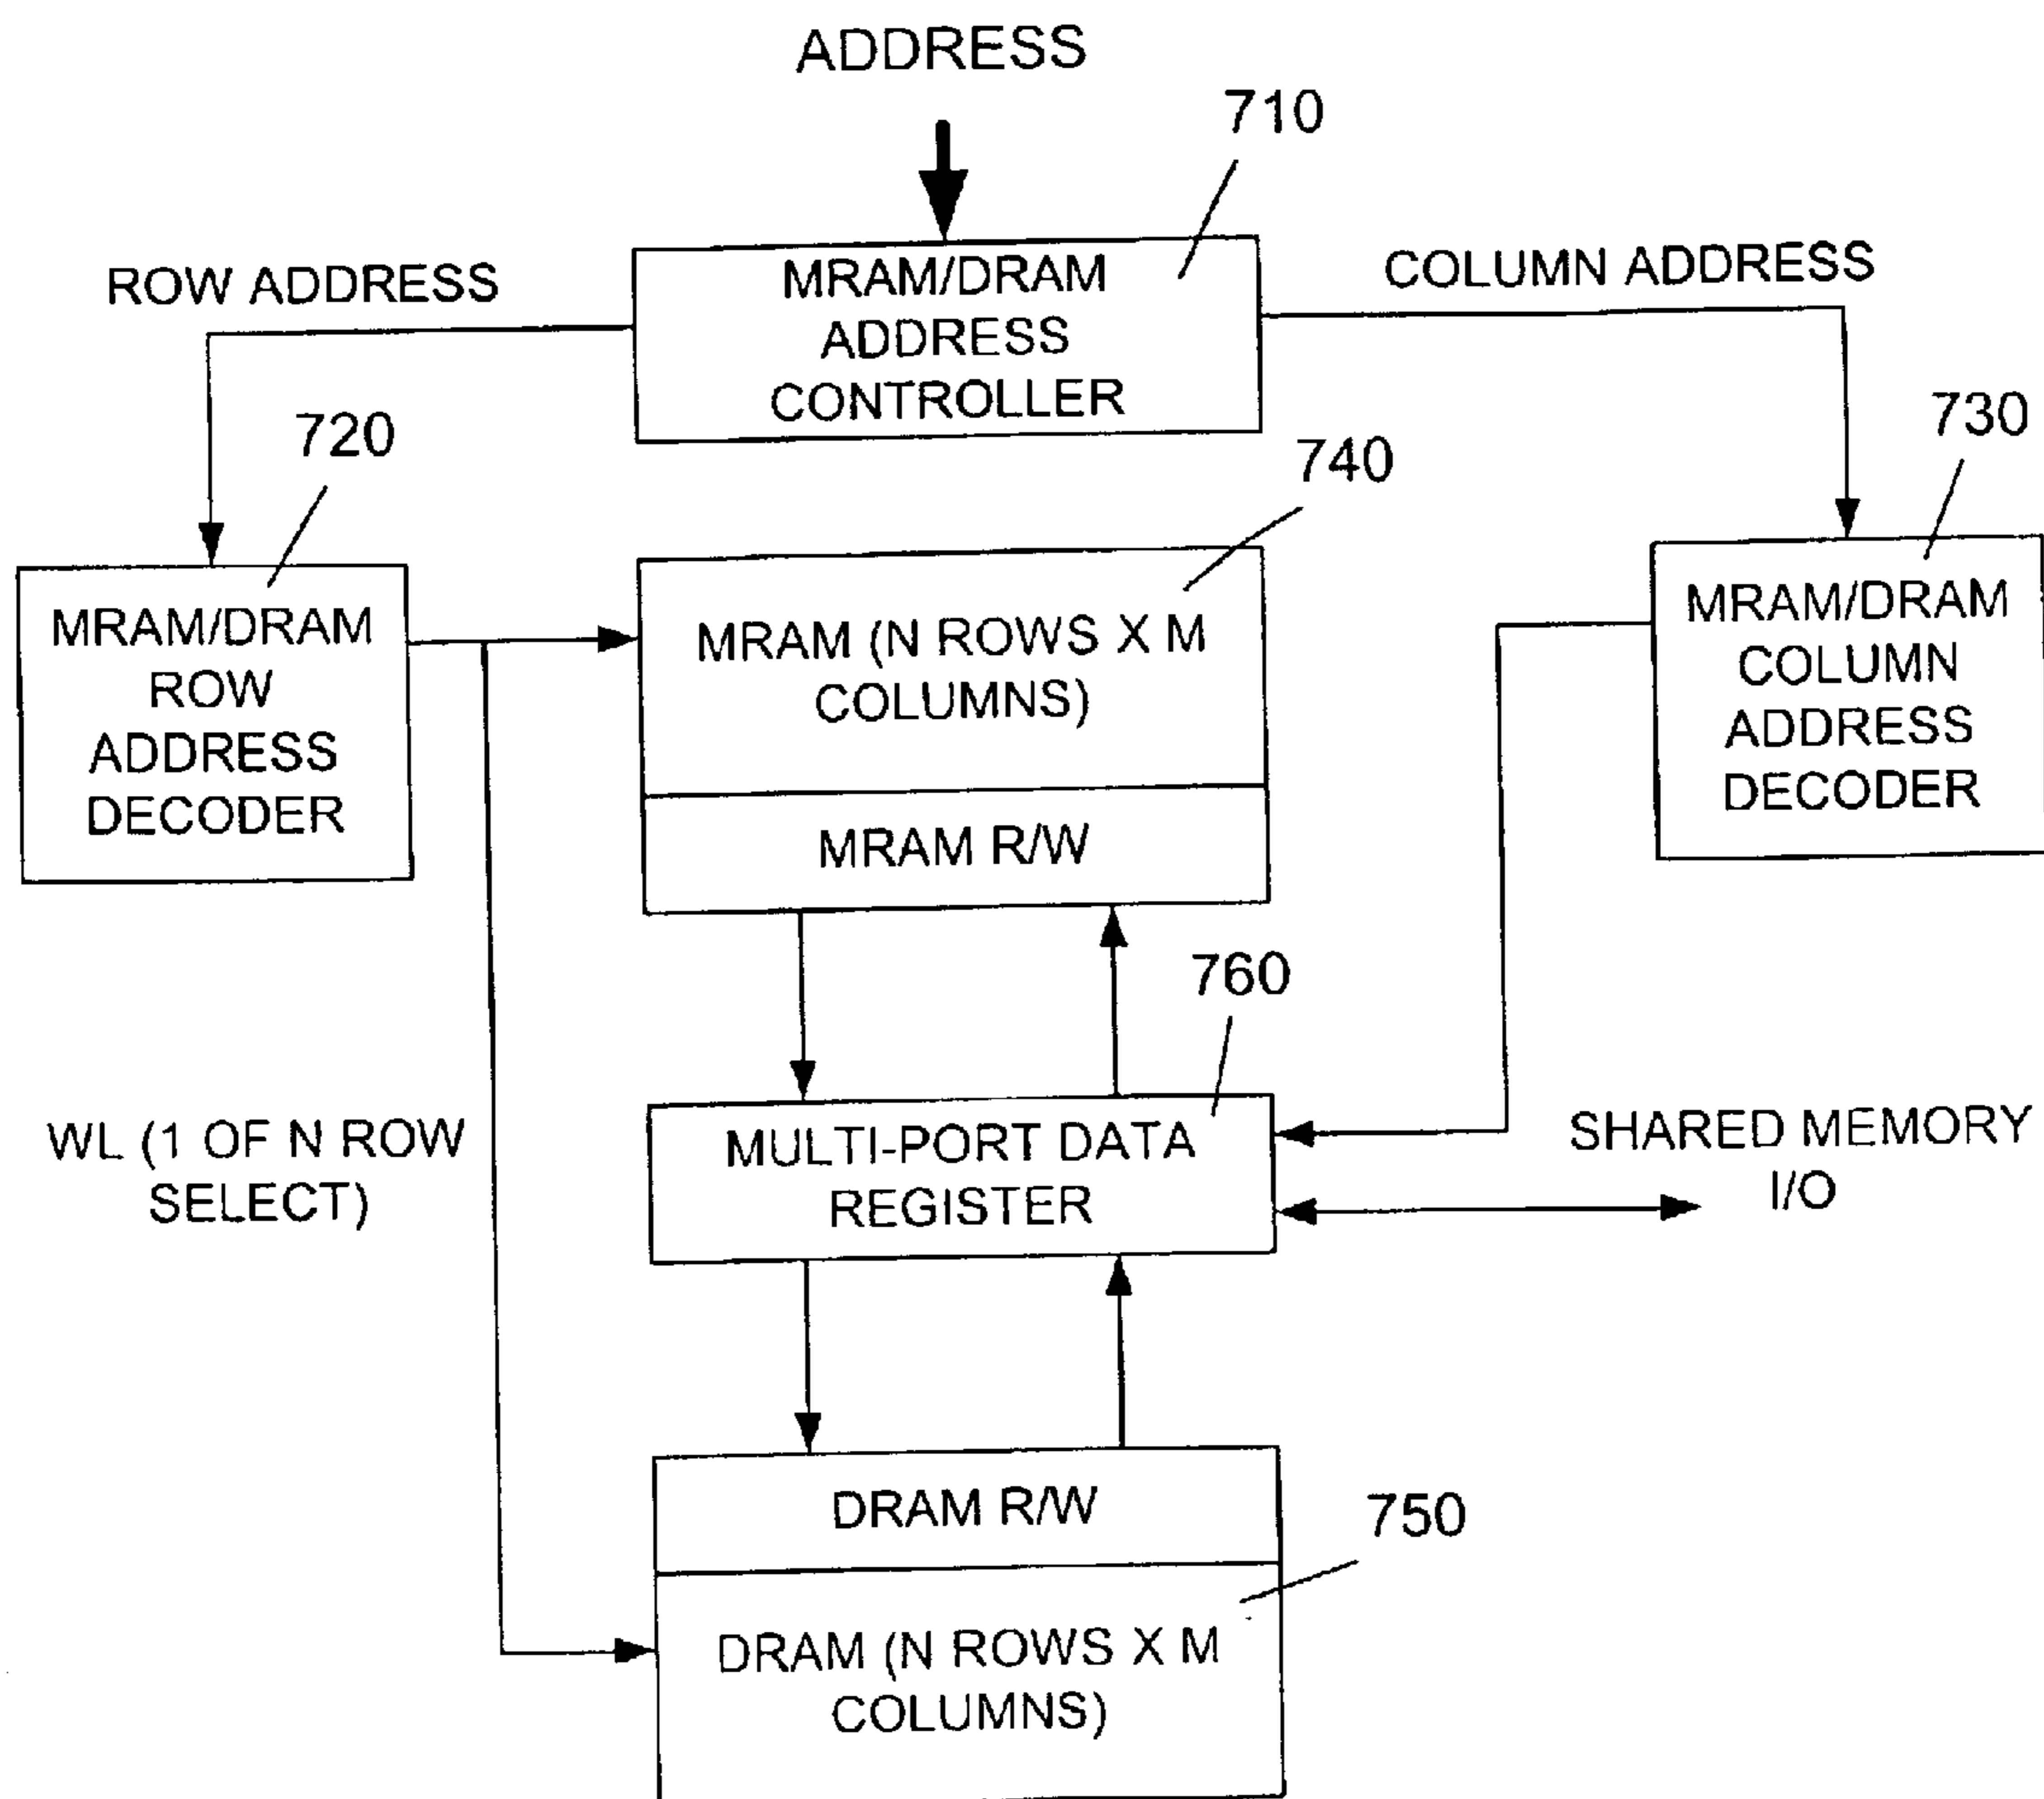 ADDRESS
710
ROW ADDRESS
MRAM/DRAM
ADDRESS
CONTROLLER
COLUMN ADDRESS
720
740
730
MRAM/DRAM
ROW
ADDRESS
DECODER
MRAM (N ROWS X M
COLUMNS)
MRAM R/W
MRAM/DRAM
COLUMN
ADDRESS
DECODER
760
WL (1 OF N ROW
SELECT)
MULTI-PORT DATA
REGISTER
SHARED MEMORY
I/O
DRAM R/W
750
DRAM (N ROWS X M
COLUMNS)